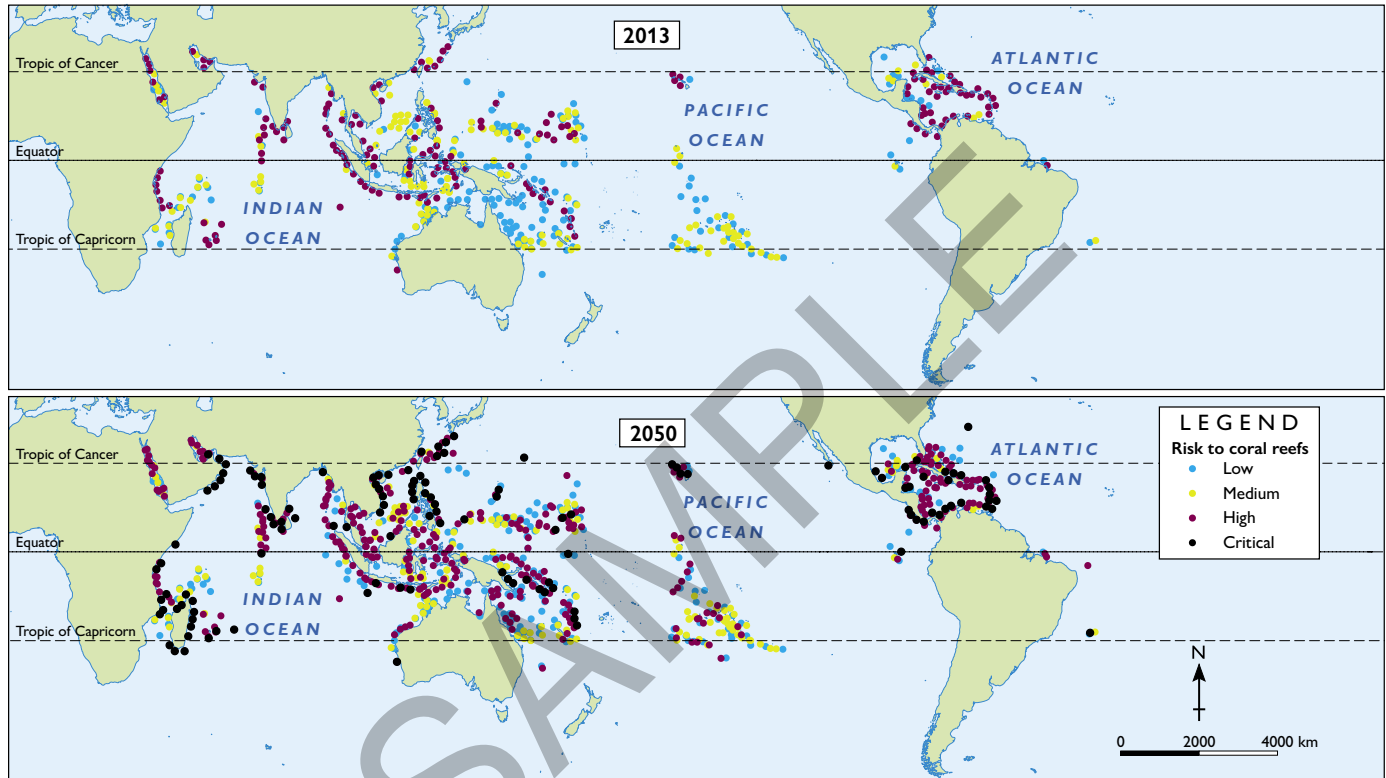 2013
Tropic of Cancer
ATLANTIC
OCEAN
PACIFIC
OCEAN
Equator
INDIAN
OCEAN
Tropic of Capricorn
2050
LEGEND
Risk to coral reefs
Low
Medium
High
Critical
Tropic of Cancer
ATLANTIC
OCEAN
PACIFIC
OCEAN
Equator
INDIAN
OCEAN
Tropic of Capricorn
N
0 2000 4000 km
SAMPLE